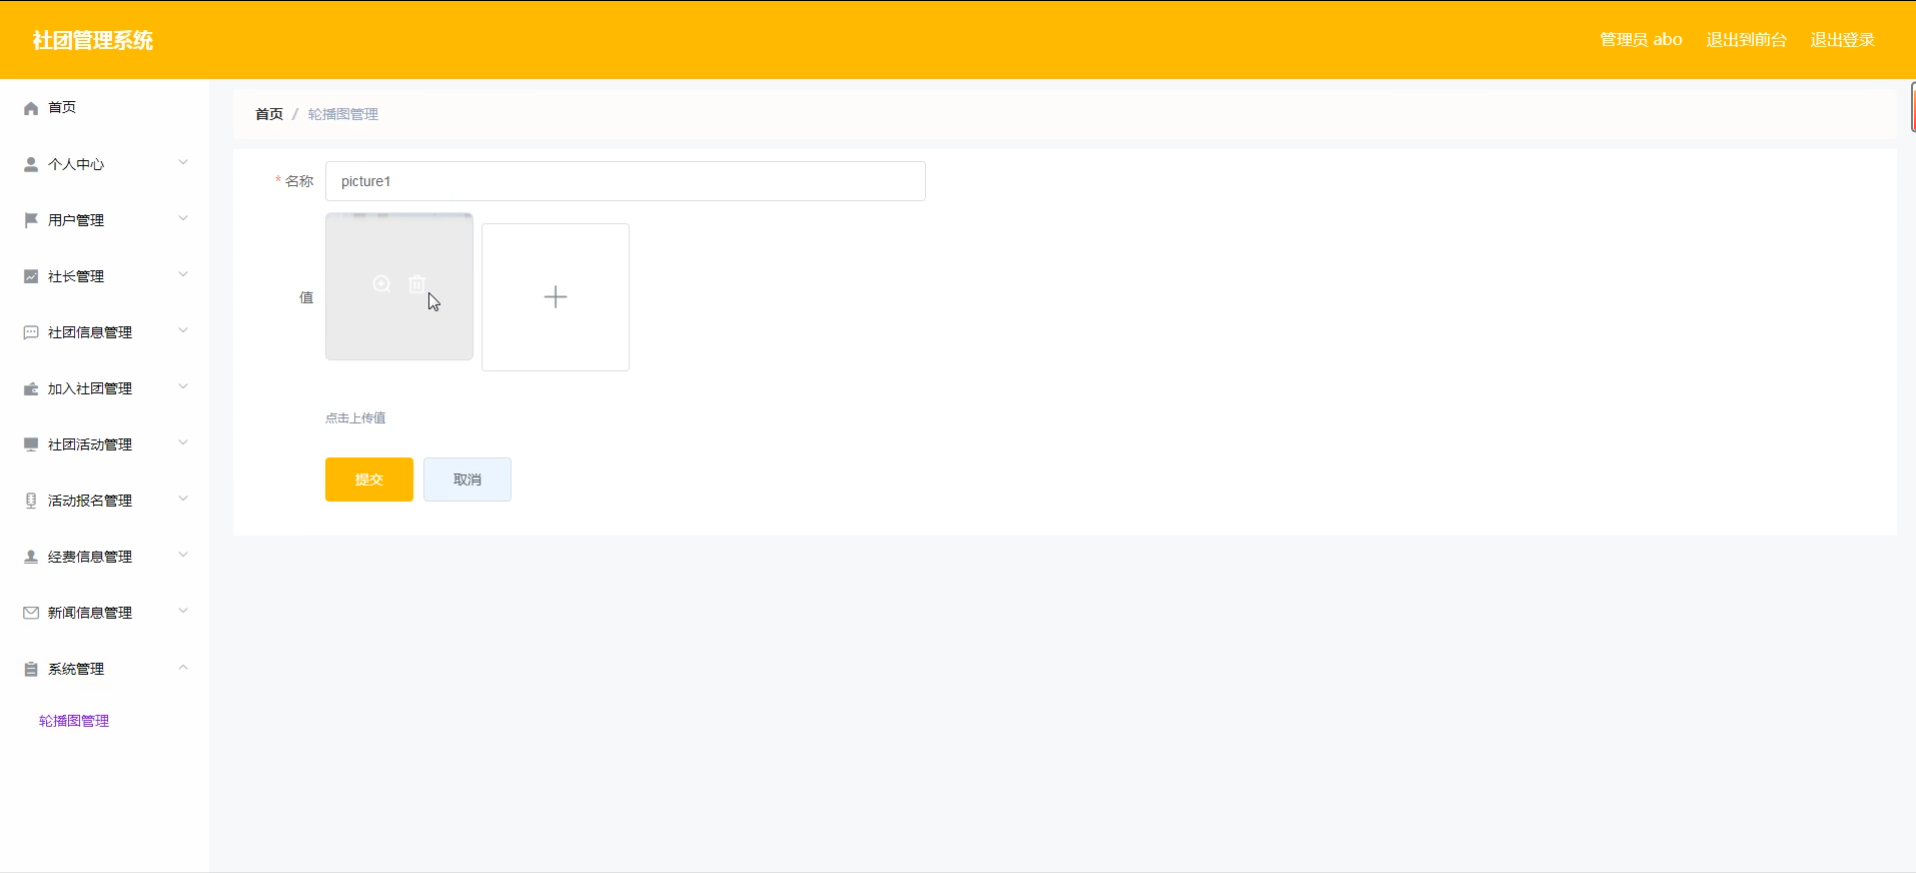 社团管理系统
管理员 abo 退出到前台 退出登录
首页
个人中心
用户管理
社长管理
社团信息管理
加入社团管理
社团活动管理
活动报名管理
经费信息管理
新闻信息管理
系统管理
轮播图管理
首页 / 轮播图管理
* 名称 picture1
值
点击上传值
提交 取消